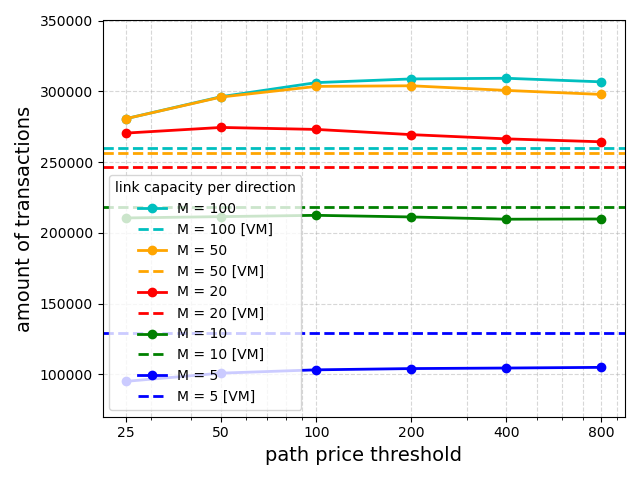 350000
300000
250000
200000
150000
100000
amount of transactions
link capacity per direction
M = 100
M = 100 [VM]
M = 50
M = 50 [VM]
M = 20
M = 20 [VM]
M = 10
M = 10 [VM]
M = 5
M = 5 [VM]
25 50 100 200 400 800
path price threshold